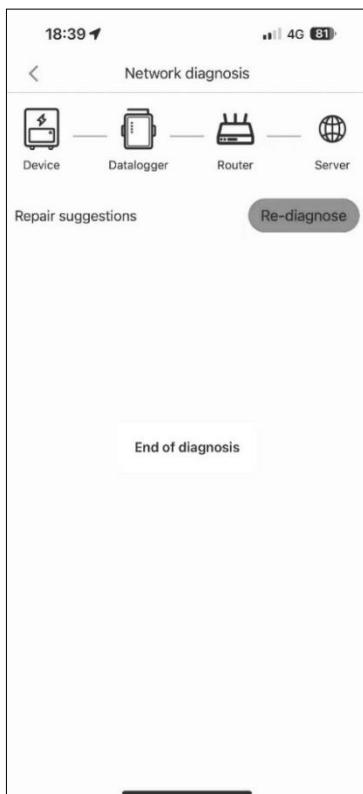 18:39 4G 81
Network diagnosis
Device Datalogger Router Server
Repair suggestions Re-diagnose
End of diagnosis